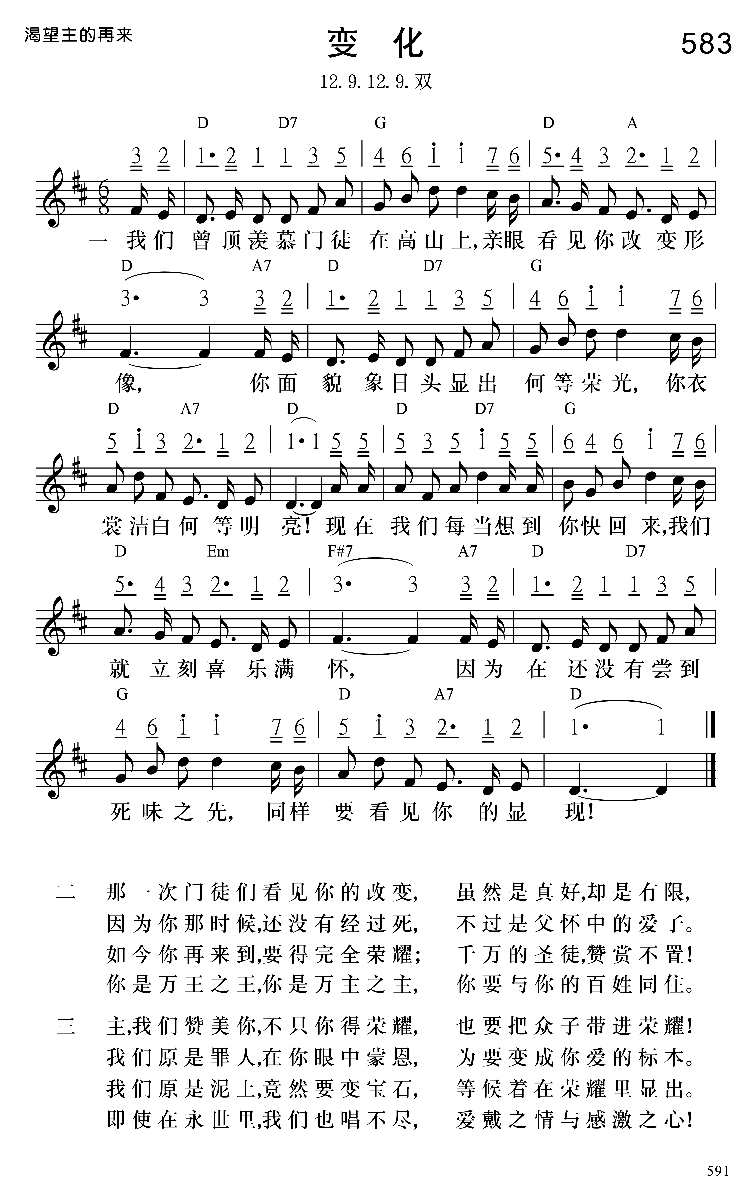 渴望主的再来
变 化
583
12.9.12.9.双
D D7 G D A
3 2 | 1· 2 1 1 3 5 | 4 6 i i 7 6 | 5· 4 3 2· 1 2 |
一 我们 曾顶羡慕门徒 在高山上,亲眼 看见你改变形
D A7 D D7 G
3· 3 3 2 | 1· 2 1 1 3 5 | 4 6 i i 7 6 |
像, 你面 貌象日头显出 何等荣光, 你衣
D A7 D D D7 G
5 i 3 2· 1 2 | 1·1 5 5 | 5 3 5 i 5 5 | 6 4 6 i 7 6 |
裳洁白何等明 亮!现在 我们每当想到 你快回来,我们
D Em F#7 A7 D D7
5· 4 3 2· 1 2 | 3· 3 3 2 | 1· 2 1 1 3 5 |
就立刻喜乐满 怀, 因为 在还没有尝到
G D A7 D
4 6 i i 7 6 | 5 i 3 2· 1 2 | 1· 1 ‖
死味之先, 同样 要看见你的显 现!
二 那一次门徒们看见你的改变, 虽然是真好,却是有限,
因为你那时候,还没有经过死, 不过是父怀中的爱子。
如今你再来到,要得完全荣耀; 千万的圣徒,赞赏不置!
你是万王之王,你是万主之主, 你要与你的百姓同住。
三 主,我们赞美你,不只你得荣耀, 也要把众子带进荣耀!
我们原是罪人,在你眼中蒙恩, 为要变成你爱的标本。
我们原是泥土,竟然要变宝石, 等候着在荣耀里显出。
即使在永世里,我们也唱不尽, 爱戴之情与感激之心!
591